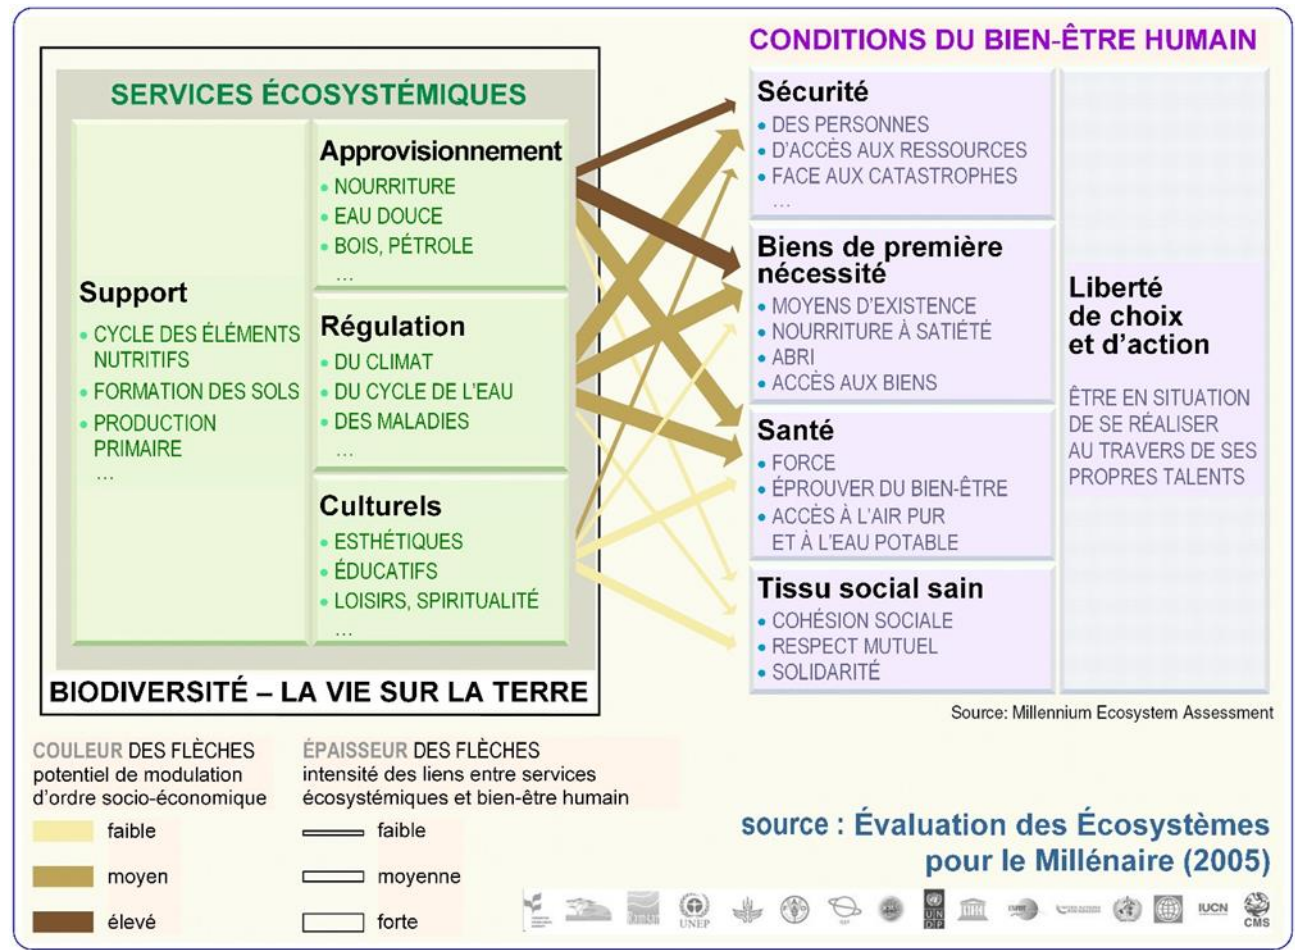 CONDITIONS DU BIEN-ÊTRE HUMAIN
SERVICES ÉCOSYSTÉMIQUES
Support
• CYCLE DES ÉLÉMENTS
NUTRITIFS
• FORMATION DES SOLS
• PRODUCTION
PRIMAIRE
...
Approvisionnement
• NOURRITURE
• EAU DOUCE
• BOIS, PÉTROLE
...
Régulation
• DU CLIMAT
• DU CYCLE DE L'EAU
• DES MALADIES
...
Culturels
• ESTHÉTIQUES
• ÉDUCATIFS
• LOISIRS, SPIRITUALITÉ
...
BIODIVERSITÉ – LA VIE SUR LA TERRE
Sécurité
• DES PERSONNES
• D'ACCÈS AUX RESSOURCES
• FACE AUX CATASTROPHES
...
Biens de première
nécessité
• MOYENS D'EXISTENCE
• NOURRITURE À SATIÉTÉ
• ABRI
• ACCÈS AUX BIENS
Santé
• FORCE
• ÉPROUVER DU BIEN-ÊTRE
• ACCÈS À L'AIR PUR
ET À L'EAU POTABLE
Tissu social sain
• COHÉSION SOCIALE
• RESPECT MUTUEL
• SOLIDARITÉ
Liberté
de choix
et d'action
ÊTRE EN SITUATION
DE SE RÉALISER
AU TRAVERS DE SES
PROPRES TALENTS
Source: Millennium Ecosystem Assessment
COULEUR DES FLÈCHES
potentiel de modulation
d'ordre socio-économique
faible
moyen
élevé
ÉPAISSEUR DES FLÈCHES
intensité des liens entre services
écosystémiques et bien-être humain
faible
moyenne
forte
source : Évaluation des Écosystèmes
pour le Millénaire (2005)
UNEP
UNDP
IUCN
CMS